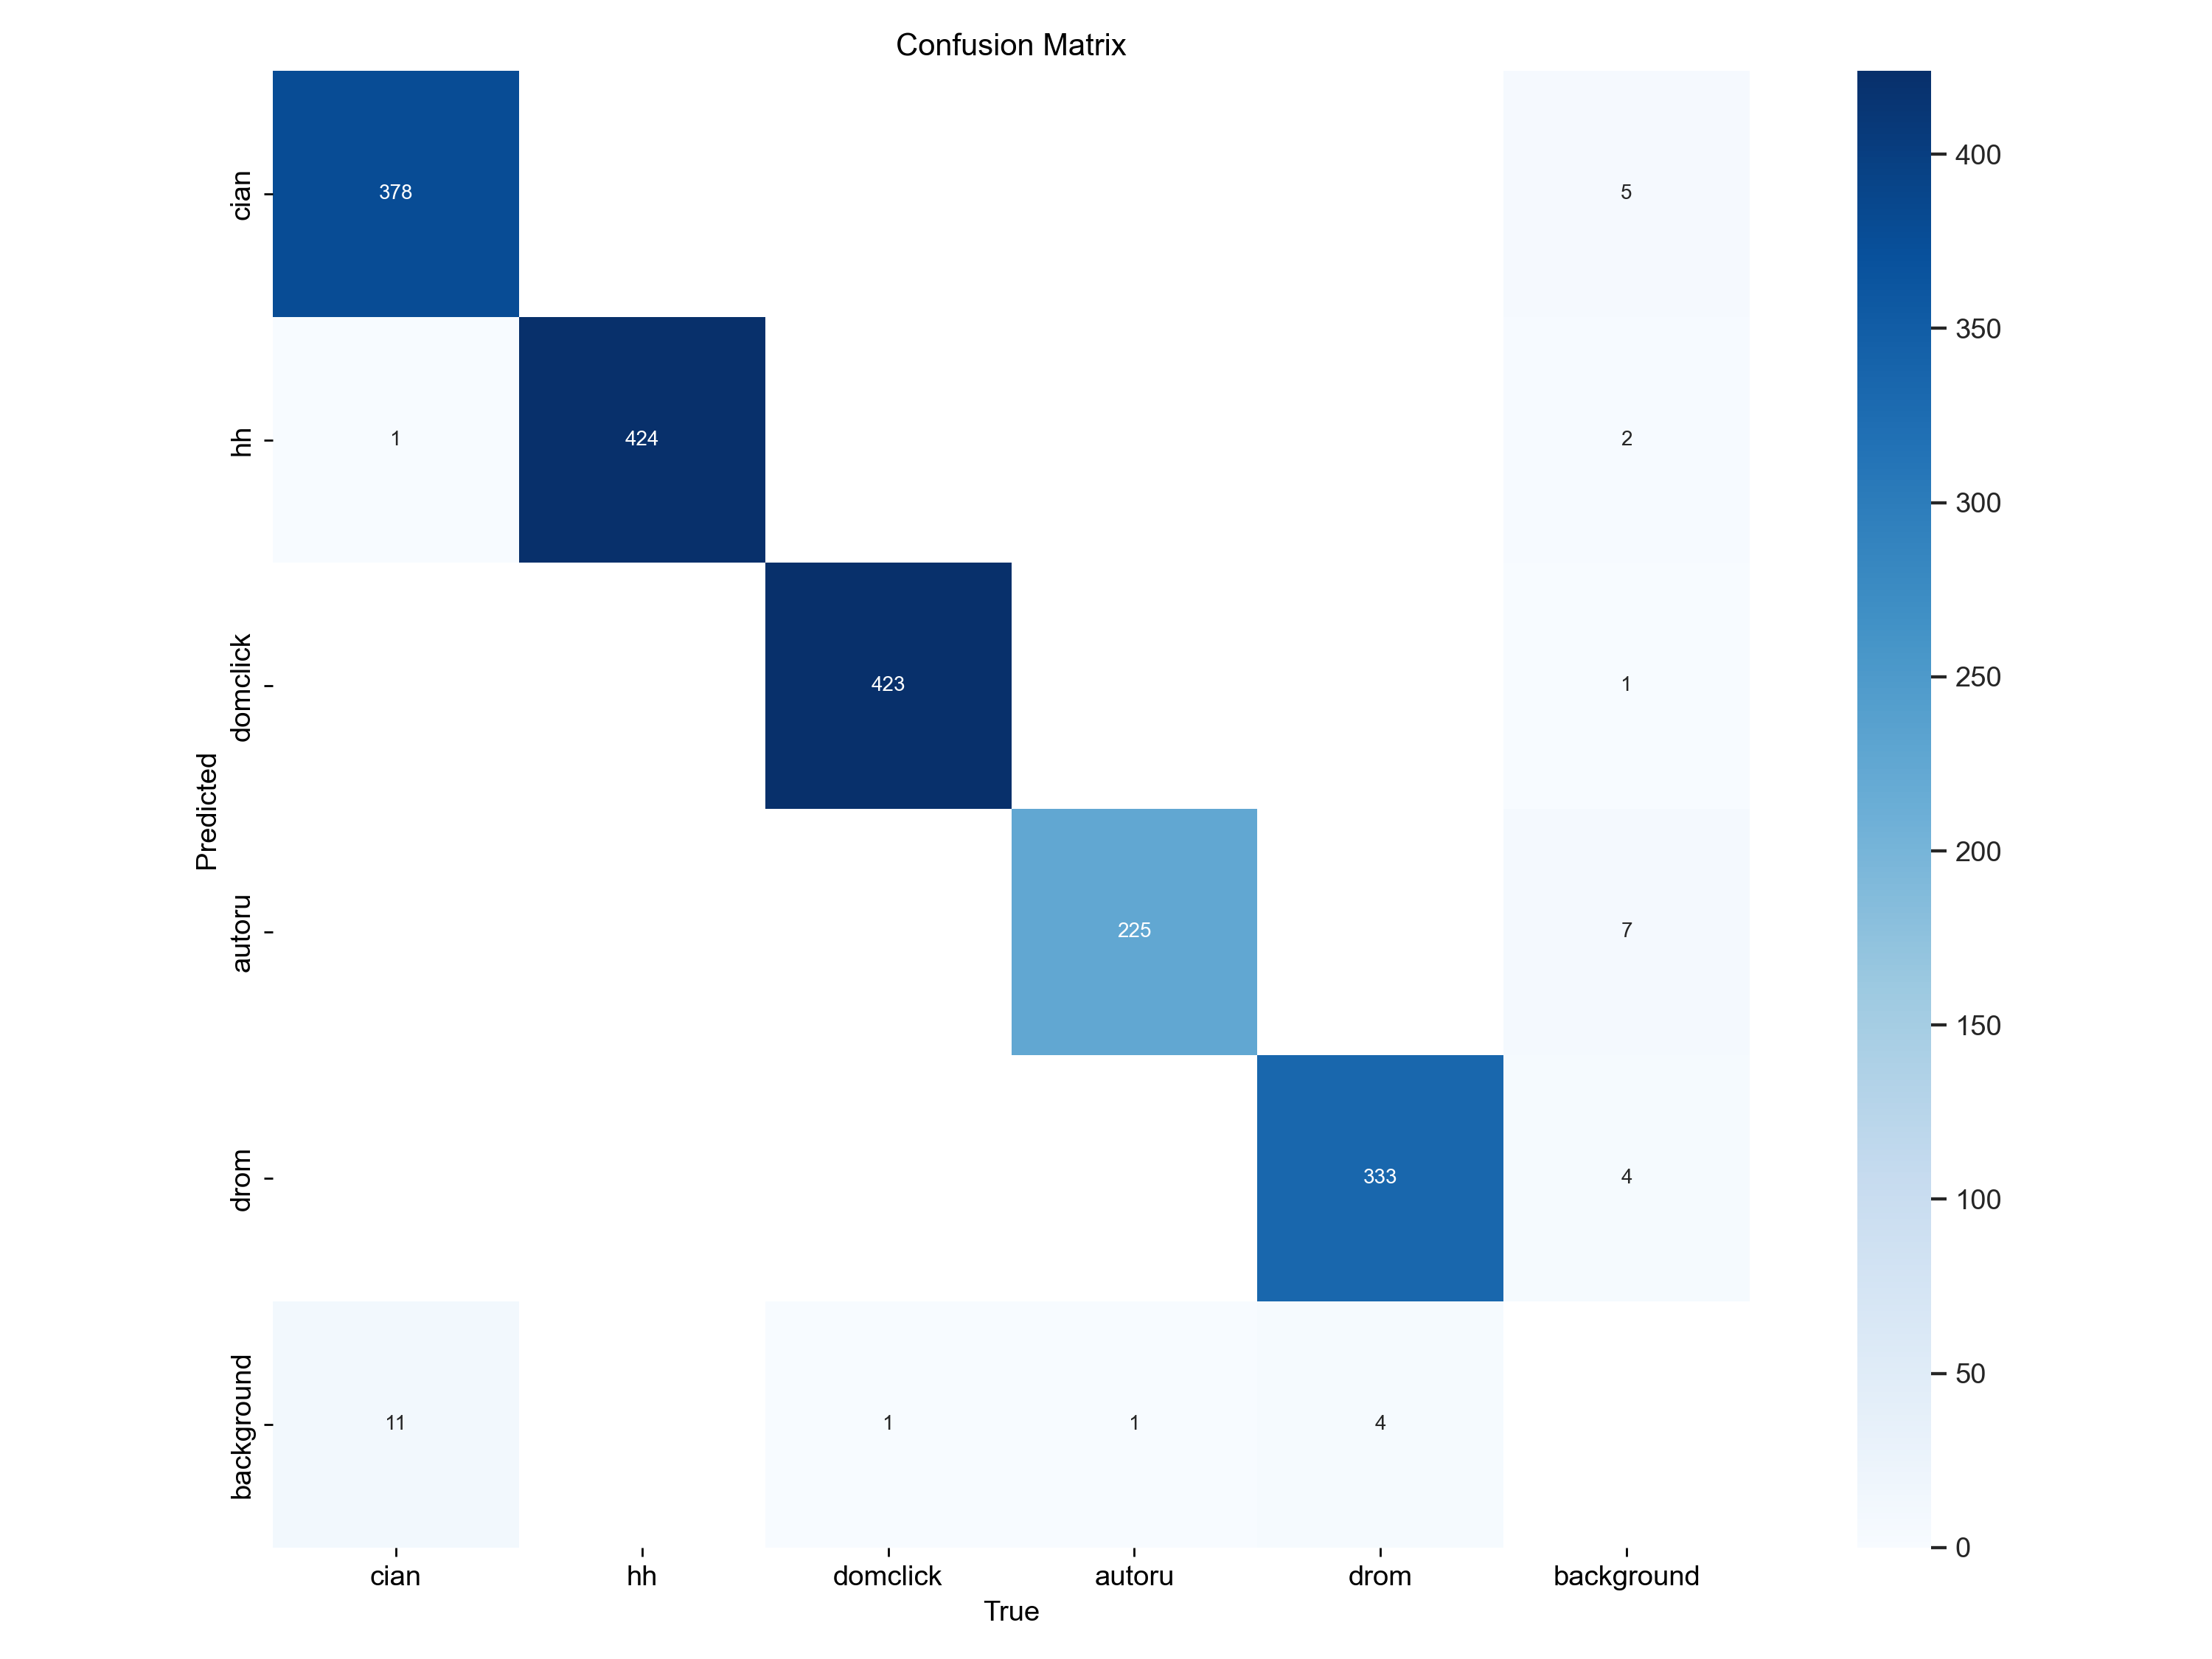 Confusion Matrix
cian
378
5
400
350
hh
1
424
2
300
domclick
423
1
250
Predicted
200
autoru
225
7
150
drom
333
4
100
background
11
1
1
4
50
0
cian
hh
domclick
autoru
drom
background
True